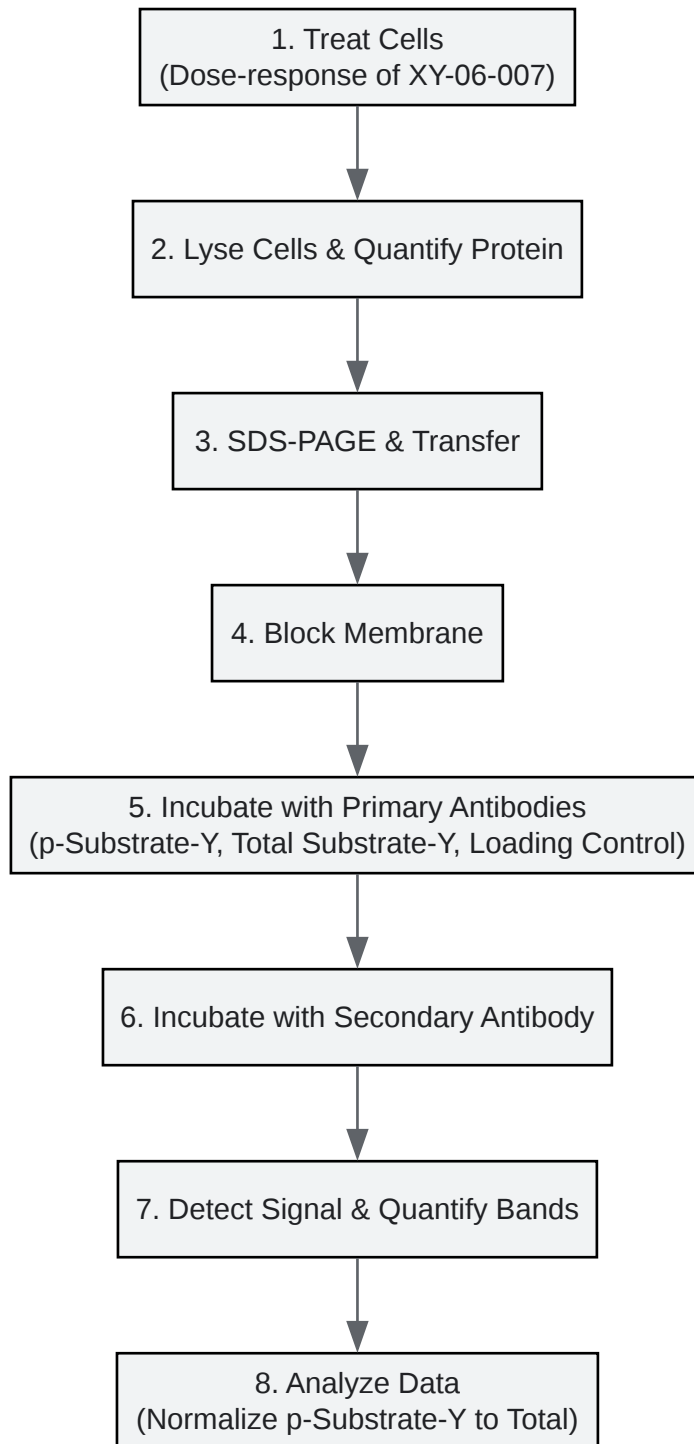 1. Treat Cells
(Dose-response of XY-06-007)
2. Lyse Cells & Quantify Protein
3. SDS-PAGE & Transfer
4. Block Membrane
5. Incubate with Primary Antibodies
(p-Substrate-Y, Total Substrate-Y, Loading Control)
6. Incubate with Secondary Antibody
7. Detect Signal & Quantify Bands
8. Analyze Data
(Normalize p-Substrate-Y to Total)